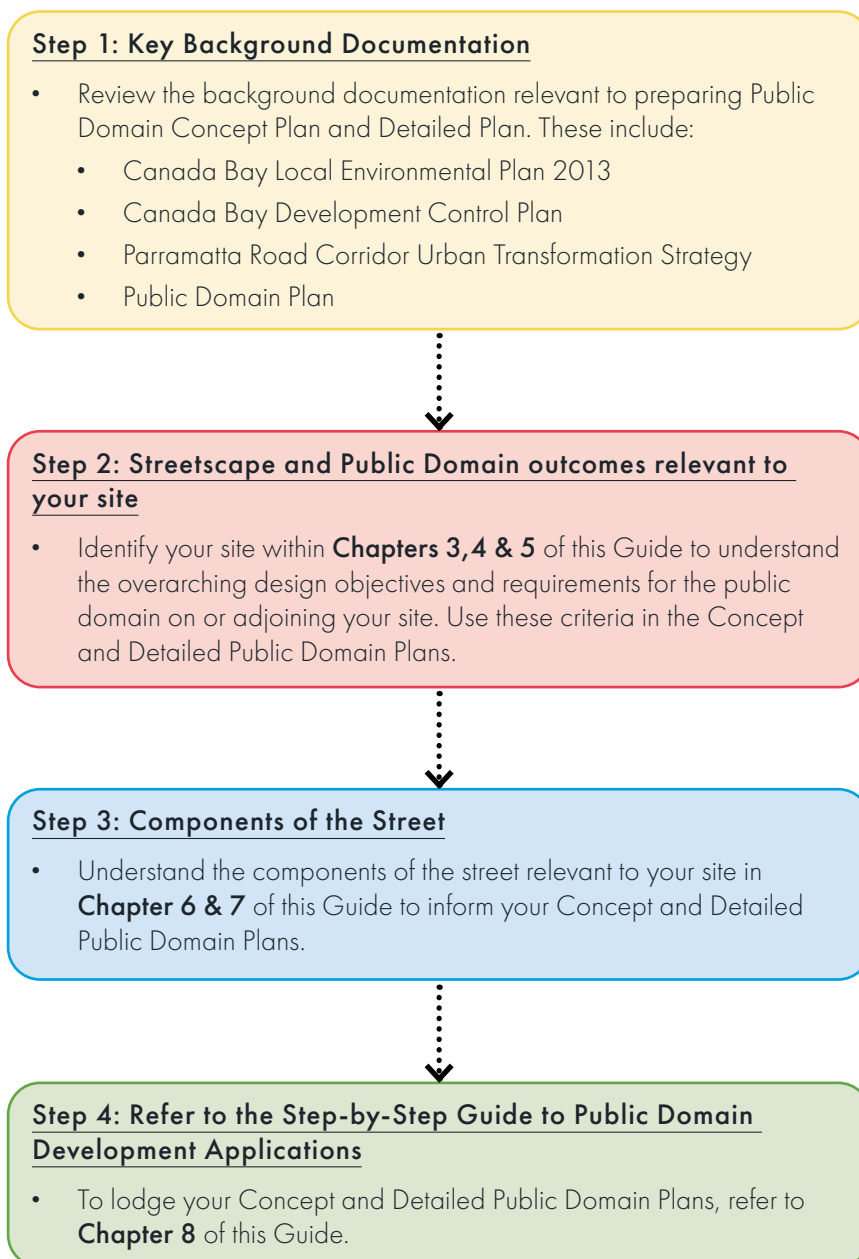 Step 1: Key Background Documentation
• Review the background documentation relevant to preparing Public
Domain Concept Plan and Detailed Plan. These include:
• Canada Bay Local Environmental Plan 2013
• Canada Bay Development Control Plan
• Parramatta Road Corridor Urban Transformation Strategy
• Public Domain Plan
Step 2: Streetscape and Public Domain outcomes relevant to
your site
• Identify your site within Chapters 3,4 & 5 of this Guide to understand
the overarching design objectives and requirements for the public
domain on or adjoining your site. Use these criteria in the Concept
and Detailed Public Domain Plans.
Step 3: Components of the Street
• Understand the components of the street relevant to your site in
Chapter 6 & 7 of this Guide to inform your Concept and Detailed
Public Domain Plans.
Step 4: Refer to the Step-by-Step Guide to Public Domain
Development Applications
• To lodge your Concept and Detailed Public Domain Plans, refer to
Chapter 8 of this Guide.